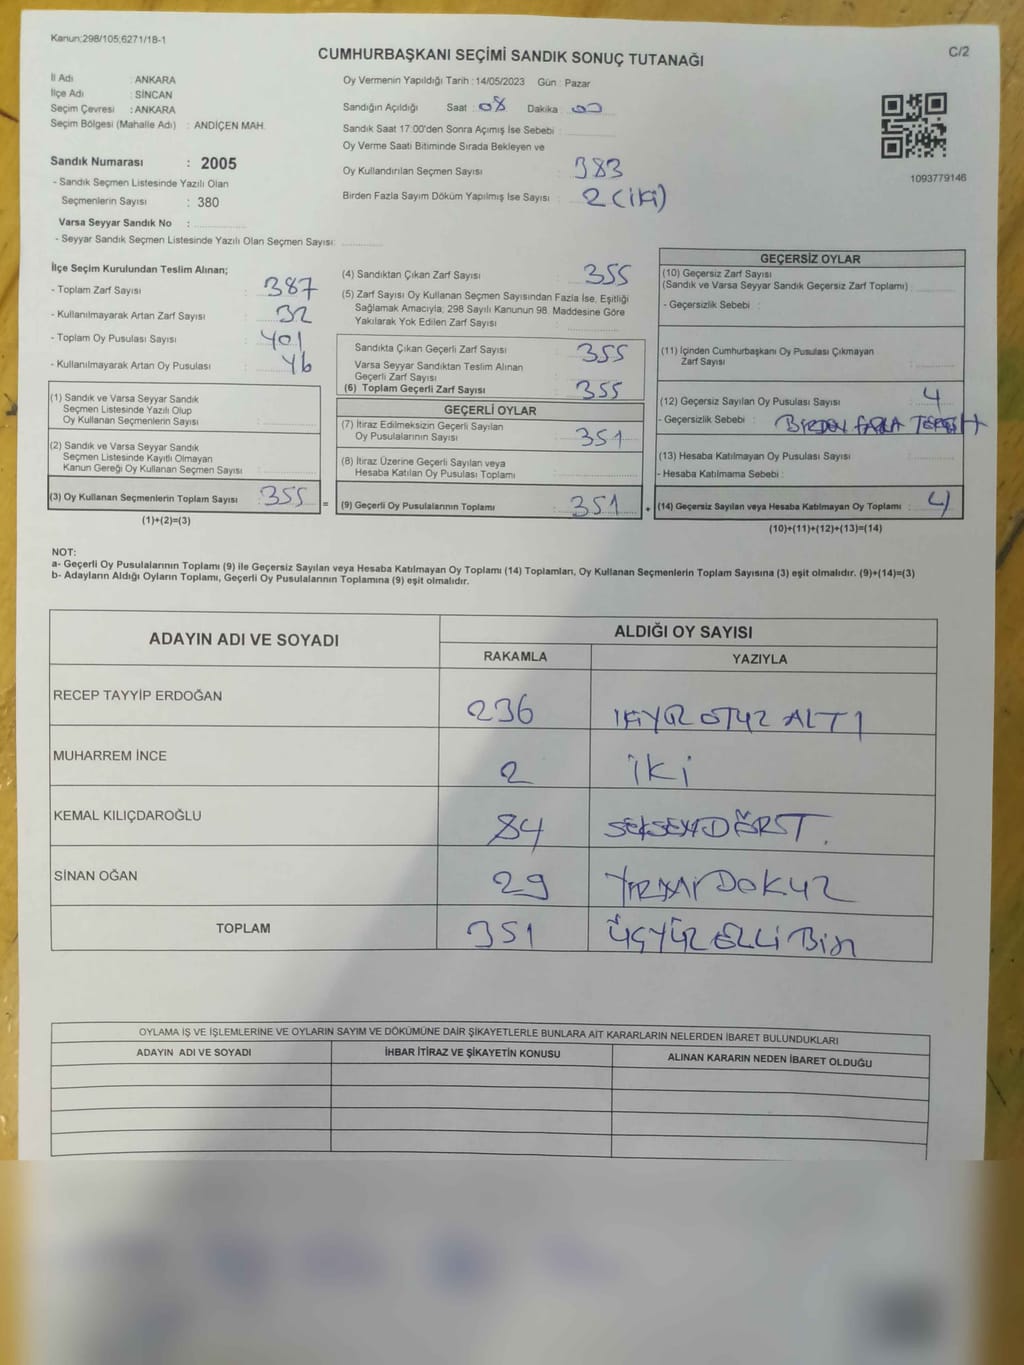 Kanun:298/105;6271/18-1
C/2
CUMHURBAŞKANI SEÇİMİ SANDIK SONUÇ TUTANAĞI
İl Adı : ANKARA
İlçe Adı : SİNCAN
Seçim Çevresi : ANKARA
Seçim Bölgesi (Mahalle Adı) : ANDİÇEN MAH.
Sandık Numarası : 2005
- Sandık Seçmen Listesinde Yazılı Olan
Seçmenlerin Sayısı : 380
Varsa Seyyar Sandık No :
- Seyyar Sandık Seçmen Listesinde Yazılı Olan Seçmen Sayısı:
Oy Vermenin Yapıldığı Tarih : 14/05/2023 Gün : Pazar
Sandığın Açıldığı Saat : 08 Dakika : 00
Sandık Saat 17:00'den Sonra Açımış İse Sebebi :
Oy Verme Saati Bitiminde Sırada Bekleyen ve
Oy Kullandırılan Seçmen Sayısı : 383
Birden Fazla Sayım Döküm Yapılmış İse Sayısı : 2 (iki)
1093779146
İlçe Seçim Kurulundan Teslim Alınan;
- Toplam Zarf Sayısı : 387
- Kullanılmayarak Artan Zarf Sayısı : 32
- Toplam Oy Pusulası Sayısı : 401
- Kullanılmayarak Artan Oy Pusulası : 46
(1) Sandık ve Varsa Seyyar Sandık
Seçmen Listesinde Yazılı Olup
Oy Kullanan Seçmenlerin Sayısı :
(2) Sandık ve Varsa Seyyar Sandık
Seçmen Listesinde Kayıtlı Olmayan
Kanun Gereği Oy Kullanan Seçmen Sayısı :
(3) Oy Kullanan Seçmenlerin Toplam Sayısı : 355 =
(1)+(2)=(3)
(4) Sandıktan Çıkan Zarf Sayısı : 355
(5) Zarf Sayısı Oy Kullanan Seçmen Sayısından Fazla İse, Eşitliği
Sağlamak Amacıyla; 298 Sayılı Kanunun 98. Maddesine Göre
Yakılarak Yok Edilen Zarf Sayısı :
Sandıkta Çıkan Geçerli Zarf Sayısı : 355
Varsa Seyyar Sandıktan Teslim Alınan
Geçerli Zarf Sayısı :
(6) Toplam Geçerli Zarf Sayısı : 355
GEÇERLİ OYLAR
(7) İtiraz Edilmeksizin Geçerli Sayılan
Oy Pusulalarının Sayısı : 351
(8) İtiraz Üzerine Geçerli Sayılan veya
Hesaba Katılan Oy Pusulası Toplamı :
(9) Geçerli Oy Pusulalarının Toplamı : 351 +
GEÇERSİZ OYLAR
(10) Geçersiz Zarf Sayısı
(Sandık ve Varsa Seyyar Sandık Geçersiz Zarf Toplamı) :
- Geçersizlik Sebebi :
(11) İçinden Cumhurbaşkanı Oy Pusulası Çıkmayan
Zarf Sayısı :
(12) Geçersiz Sayılan Oy Pusulası Sayısı : 4
- Geçersizlik Sebebi : BİRDEN FAZLA TERCİH
(13) Hesaba Katılmayan Oy Pusulası Sayısı :
- Hesaba Katılmama Sebebi :
(14) Geçersiz Sayılan veya Hesaba Katılmayan Oy Toplamı : 4
(10)+(11)+(12)+(13)=(14)
NOT:
a- Geçerli Oy Pusulalarının Toplamı (9) ile Geçersiz Sayılan veya Hesaba Katılmayan Oy Toplamı (14) Toplamları, Oy Kullanan Seçmenlerin Toplam Sayısına (3) eşit olmalıdır. (9)+(14)=(3)
b- Adayların Aldığı Oyların Toplamı, Geçerli Oy Pusulalarının Toplamına (9) eşit olmalıdır.
ADAYIN ADI VE SOYADI
ALDIĞI OY SAYISI
RAKAMLA YAZIYLA
RECEP TAYYİP ERDOĞAN 236 İKİYÜZ OTUZ ALTI
MUHARREM İNCE 2 İKİ
KEMAL KILIÇDAROĞLU 84 SEKSENDÖRT
SİNAN OĞAN 29 YİRMİ DOKUZ
TOPLAM 351 ÜÇYÜZ ELLİ BİR
OYLAMA İŞ VE İŞLEMLERİNE VE OYLARIN SAYIM VE DÖKÜMÜNE DAİR ŞİKAYETLERLE BUNLARA AİT KARARLARIN NELERDEN İBARET BULUNDUKLARI
ADAYIN ADI VE SOYADI İHBAR İTİRAZ VE ŞİKAYETİN KONUSU ALINAN KARARIN NEDEN İBARET OLDUĞU